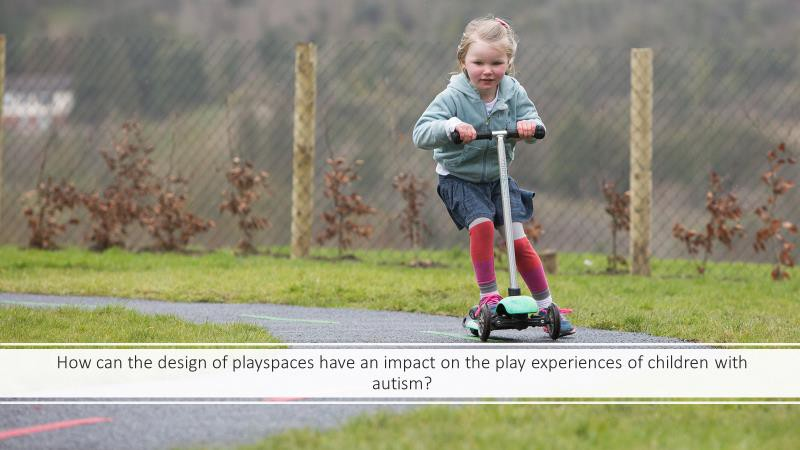 How can the design of playspaces have an impact on the play experiences of children with
autism?